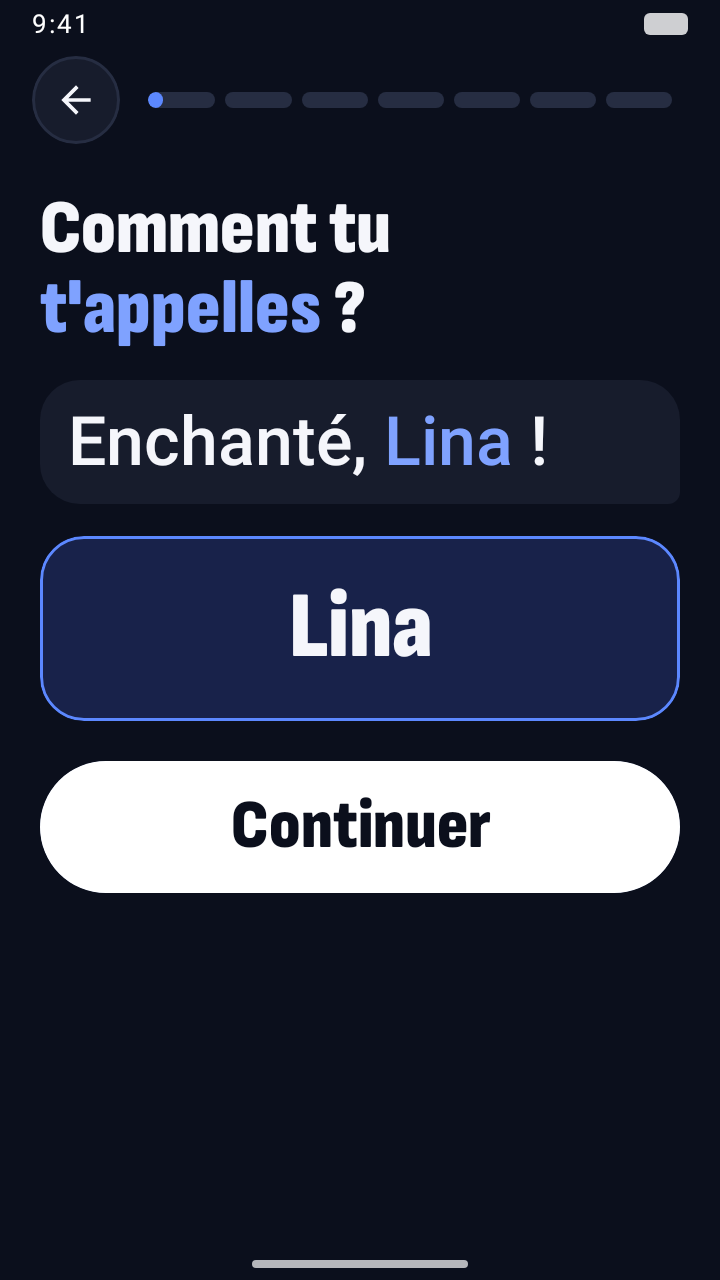 9:41
Comment tu
t'appelles ?
Enchanté, Lina !
Lina
Continuer